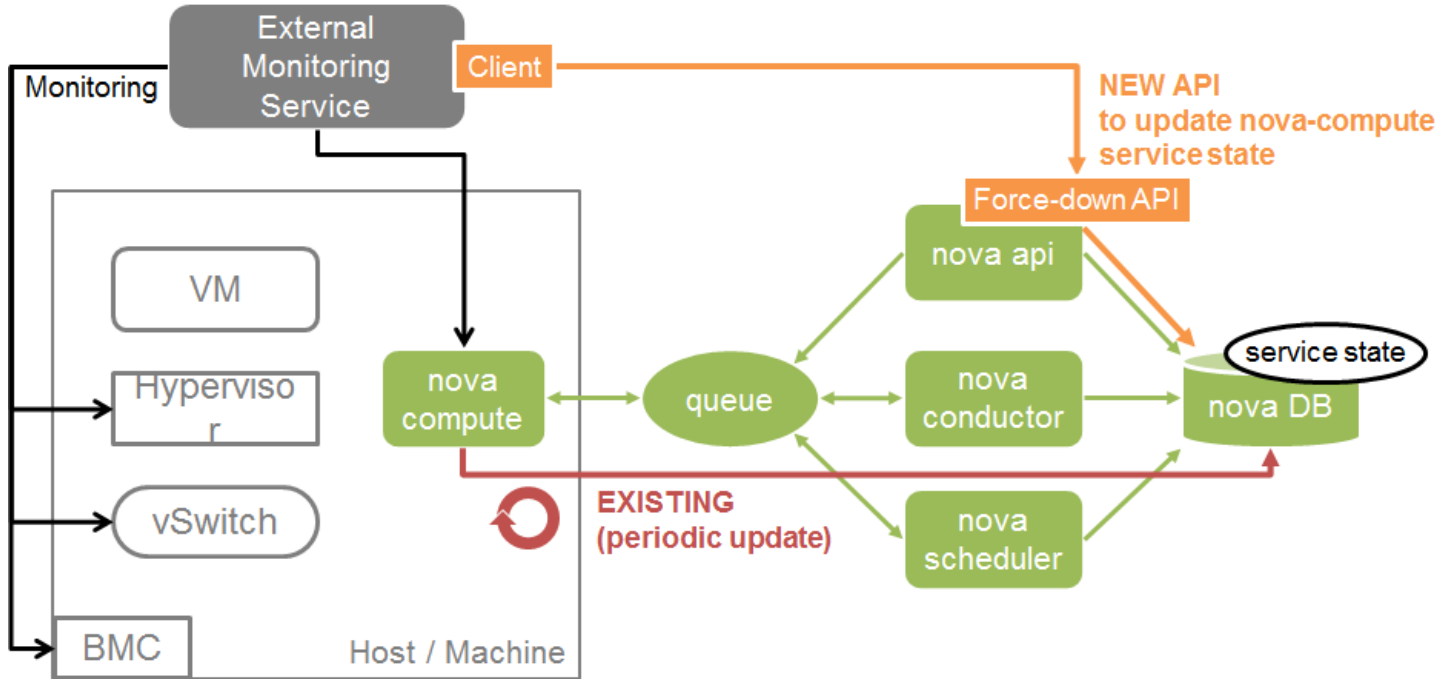 External
Monitoring
Service
Client
Monitoring
NEW API
to update nova-compute
service state
Force-down API
nova api
VM
service state
Hyperviso
r
nova
compute
queue
nova
conductor
nova DB
vSwitch
EXISTING
(periodic update)
nova
scheduler
BMC
Host / Machine